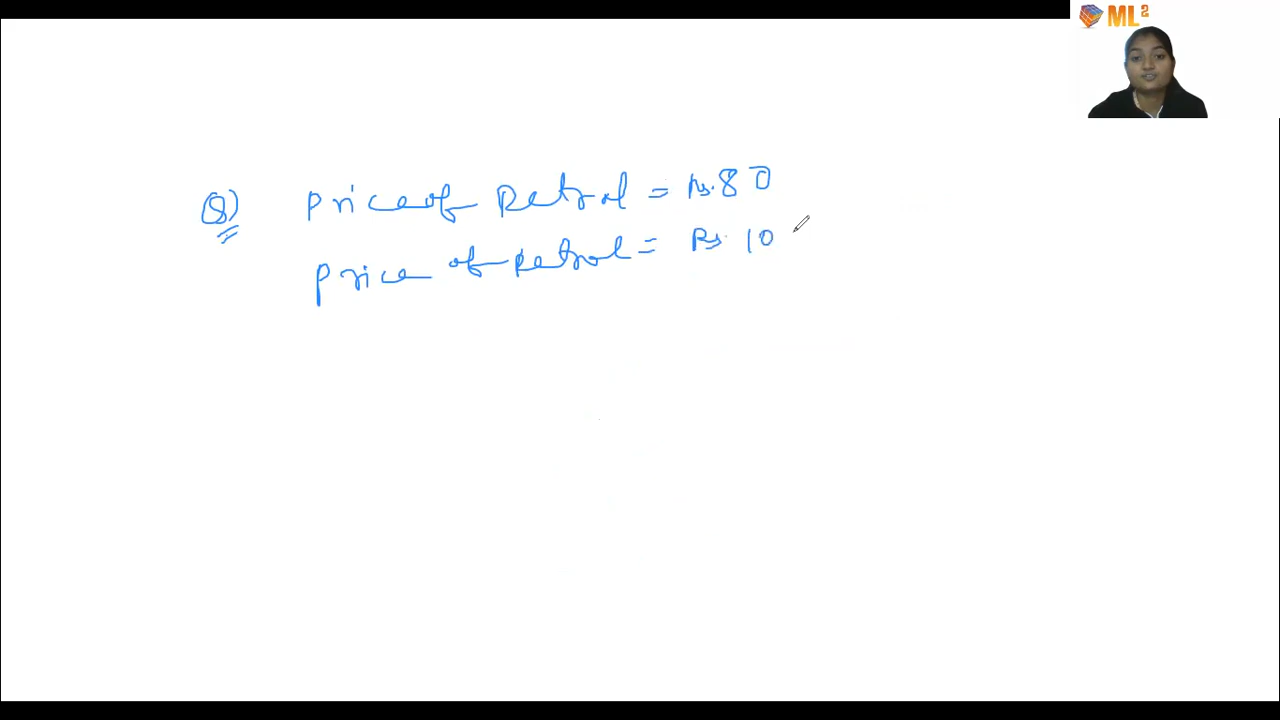 ML²
Q) Price of Petrol = Rs. 80
Price of petrol = Rs. 10